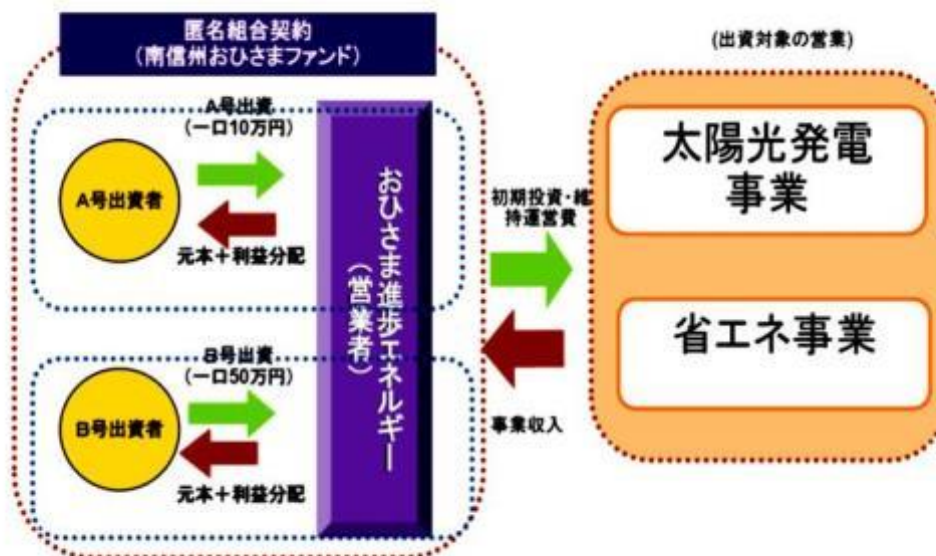 匿名組合契約
(南信州おひさまファンド)
A号出資
(一口10万円)
A号出資者
元本+利益分配
B号出資
(一口50万円)
B号出資者
元本+利益分配
おひさま進歩エネルギー
(営業者)
初期投資・維
持運営費
事業収入
(出資対象の営業)
太陽光発電
事業
省エネ事業